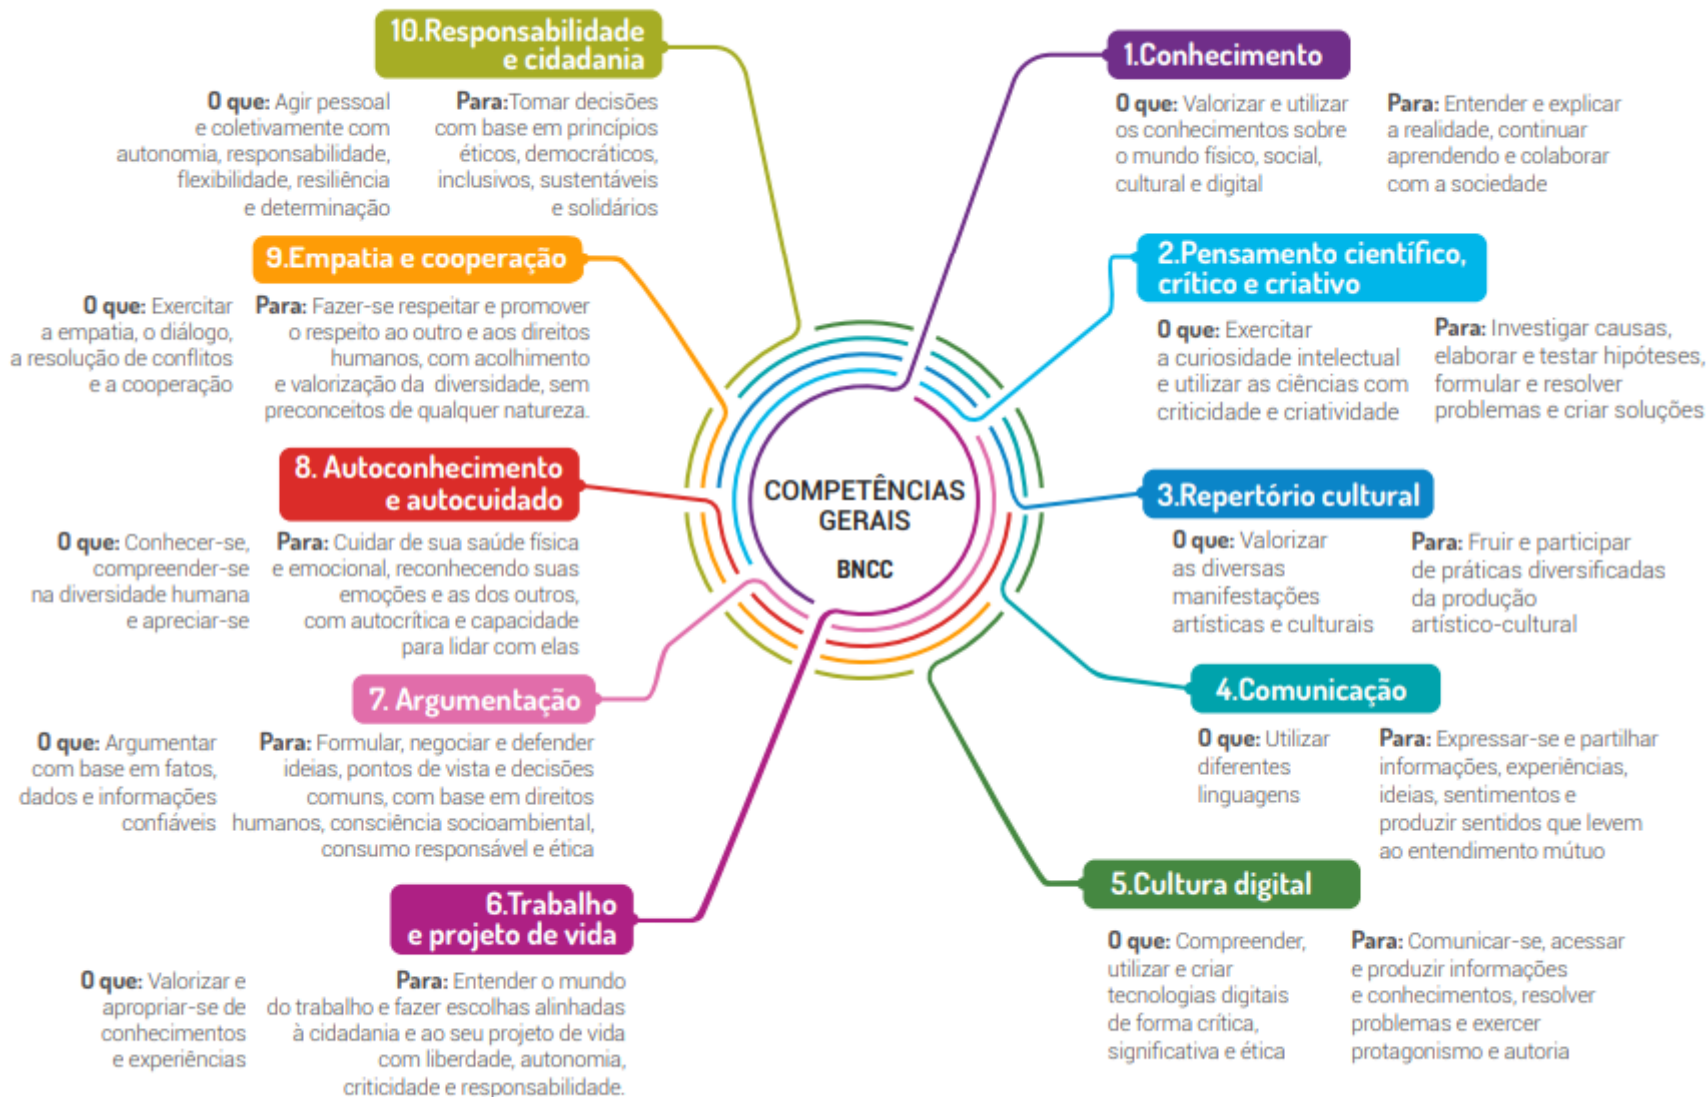 COMPETÊNCIAS
GERAIS
BNCC
1.Conhecimento
O que: Valorizar e utilizar
os conhecimentos sobre
o mundo físico, social,
cultural e digital
Para: Entender e explicar
a realidade, continuar
aprendendo e colaborar
com a sociedade
2.Pensamento científico,
crítico e criativo
O que: Exercitar
a curiosidade intelectual
e utilizar as ciências com
criticidade e criatividade
Para: Investigar causas,
elaborar e testar hipóteses,
formular e resolver
problemas e criar soluções
3.Repertório cultural
O que: Valorizar
as diversas
manifestações
artísticas e culturais
Para: Fruir e participar
de práticas diversificadas
da produção
artístico-cultural
4.Comunicação
O que: Utilizar
diferentes
linguagens
Para: Expressar-se e partilhar
informações, experiências,
ideias, sentimentos e
produzir sentidos que levem
ao entendimento mútuo
5.Cultura digital
O que: Compreender,
utilizar e criar
tecnologias digitais
de forma crítica,
significativa e ética
Para: Comunicar-se, acessar
e produzir informações
e conhecimentos, resolver
problemas e exercer
protagonismo e autoria
6.Trabalho
e projeto de vida
O que: Valorizar e
apropriar-se de
conhecimentos
e experiências
Para: Entender o mundo
do trabalho e fazer escolhas alinhadas
à cidadania e ao seu projeto de vida
com liberdade, autonomia,
criticidade e responsabilidade.
7. Argumentação
O que: Argumentar
com base em fatos,
dados e informações
confiáveis
Para: Formular, negociar e defender
ideias, pontos de vista e decisões
comuns, com base em direitos
humanos, consciência socioambiental,
consumo responsável e ética
8. Autoconhecimento
e autocuidado
O que: Conhecer-se,
compreender-se
na diversidade humana
e apreciar-se
Para: Cuidar de sua saúde física
e emocional, reconhecendo suas
emoções e as dos outros,
com autocrítica e capacidade
para lidar com elas
9.Empatia e cooperação
O que: Exercitar
a empatia, o diálogo,
a resolução de conflitos
e a cooperação
Para: Fazer-se respeitar e promover
o respeito ao outro e aos direitos
humanos, com acolhimento
e valorização da diversidade, sem
preconceitos de qualquer natureza.
10.Responsabilidade
e cidadania
O que: Agir pessoal
e coletivamente com
autonomia, responsabilidade,
flexibilidade, resiliência
e determinação
Para:Tomar decisões
com base em princípios
éticos, democráticos,
inclusivos, sustentáveis
e solidários